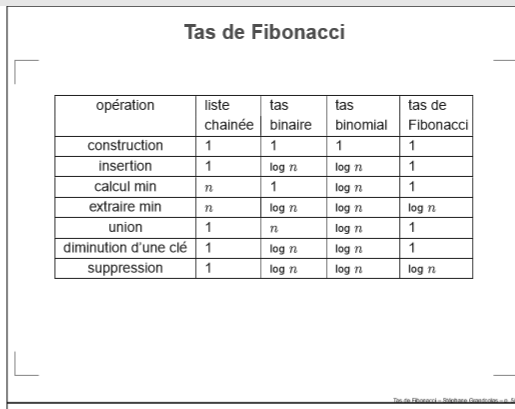 Tas de Fibonacci
opération liste chainée tas binaire tas binomial tas de Fibonacci
construction 1 1 1 1
insertion 1 log n log n 1
calcul min n 1 log n 1
extraire min n log n log n log n
union 1 n log n 1
diminution d'une clé 1 log n log n 1
suppression 1 log n log n log n
Tas de Fibonacci – Stéphane Grandcolas – p.